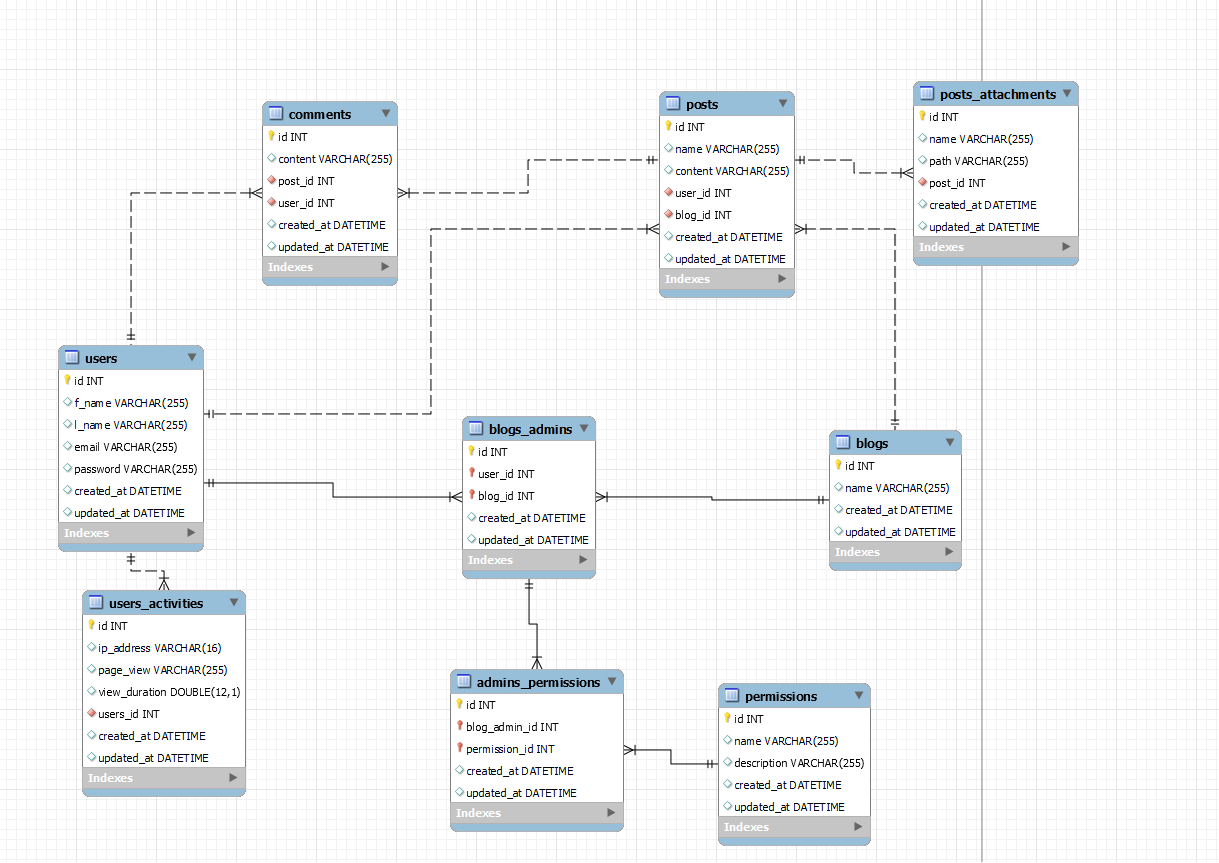 comments
id INT
content VARCHAR(255)
post_id INT
user_id INT
created_at DATETIME
updated_at DATETIME
Indexes
posts
id INT
name VARCHAR(255)
content VARCHAR(255)
user_id INT
blog_id INT
created_at DATETIME
updated_at DATETIME
Indexes
posts_attachments
id INT
name VARCHAR(255)
path VARCHAR(255)
post_id INT
created_at DATETIME
updated_at DATETIME
Indexes
users
id INT
f_name VARCHAR(255)
l_name VARCHAR(255)
email VARCHAR(255)
password VARCHAR(255)
created_at DATETIME
updated_at DATETIME
Indexes
blogs_admins
id INT
user_id INT
blog_id INT
created_at DATETIME
updated_at DATETIME
Indexes
blogs
id INT
name VARCHAR(255)
created_at DATETIME
updated_at DATETIME
Indexes
users_activities
id INT
ip_address VARCHAR(16)
page_view VARCHAR(255)
view_duration DOUBLE(12,1)
users_id INT
created_at DATETIME
updated_at DATETIME
Indexes
admins_permissions
id INT
blog_admin_id INT
permission_id INT
created_at DATETIME
updated_at DATETIME
Indexes
permissions
id INT
name VARCHAR(255)
description VARCHAR(255)
created_at DATETIME
updated_at DATETIME
Indexes